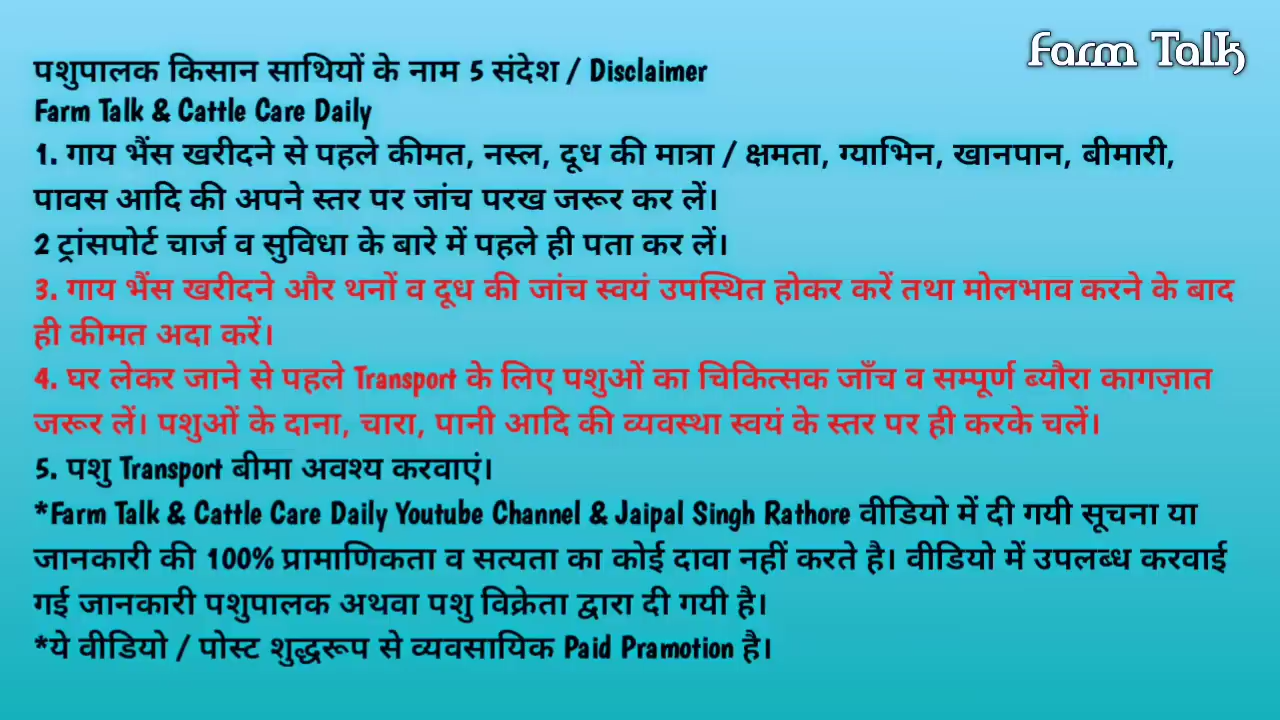 Farm Talk
पशुपालक किसान साथियों के नाम 5 संदेश / Disclaimer
Farm Talk & Cattle Care Daily
1. गाय भैंस खरीदने से पहले कीमत, नस्ल, दूध की मात्रा / क्षमता, ग्याभिन, खानपान, बीमारी,
पावस आदि की अपने स्तर पर जांच परख जरूर कर लें।
2 ट्रांसपोर्ट चार्ज व सुविधा के बारे में पहले ही पता कर लें।
3. गाय भैंस खरीदने और थनों व दूध की जांच स्वयं उपस्थित होकर करें तथा मोलभाव करने के बाद
ही कीमत अदा करें।
4. घर लेकर जाने से पहले Transport के लिए पशुओं का चिकित्सक जाँच व सम्पूर्ण ब्यौरा कागज़ात
जरूर लें। पशुओं के दाना, चारा, पानी आदि की व्यवस्था स्वयं के स्तर पर ही करके चलें।
5. पशु Transport बीमा अवश्य करवाएं।
*Farm Talk & Cattle Care Daily Youtube Channel & Jaipal Singh Rathore वीडियो में दी गयी सूचना या
जानकारी की 100% प्रामाणिकता व सत्यता का कोई दावा नहीं करते है। वीडियो में उपलब्ध करवाई
गई जानकारी पशुपालक अथवा पशु विक्रेता द्वारा दी गयी है।
*ये वीडियो / पोस्ट शुद्धरूप से व्यवसायिक Paid Pramotion है।